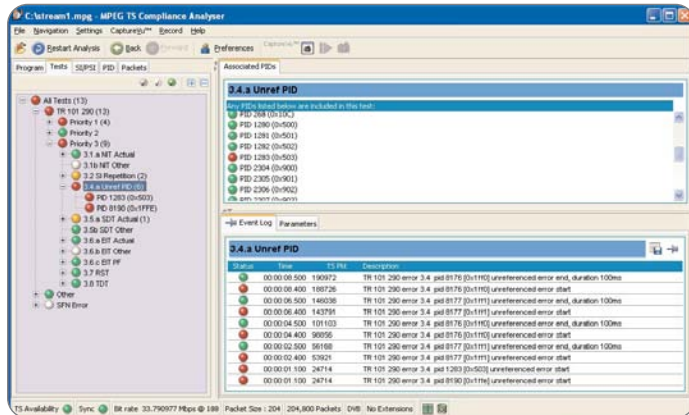 C:\stream1.mpg - MPEG TS Compliance Analyser
File Navigation Settings CaptureVu™ Record Help
Restart Analysis Back Forward Preferences CaptureVu™
Program Tests SI/PSI PID Packets
All Tests (13)
TR 101 290 (13)
Priority 1 (4)
Priority 2
Priority 3 (9)
3.1.a NIT Actual
3.1b NIT Other
3.2 SI Repetition (2)
3.4.a Unref PID (6)
PID 1283 (0x503)
PID 8190 (0x1FFE)
3.5.a SDT Actual (1)
3.5b SDT Other
3.6.a EIT Actual
3.6.b EIT Other
3.6.c EIT PF
3.7 RST
3.8 TDT
Other
SFN Error
Associated PIDs
3.4.a Unref PID
Any PIDs listed below are included in this test:
PID 268 (0x10C)
PID 1280 (0x500)
PID 1281 (0x501)
PID 1282 (0x502)
PID 1283 (0x503)
PID 2304 (0x900)
PID 2305 (0x901)
PID 2306 (0x902)
PID 2307 (0x903)
Event Log Parameters
3.4.a Unref PID
Status Time TS Pkt Description
00:00:08.500 190972 TR 101 290 error 3.4 pid 8176 [0x1ff0] unreferenced error end, duration 100ms
00:00:08.400 188726 TR 101 290 error 3.4 pid 8176 [0x1ff0] unreferenced error start
00:00:06.500 146038 TR 101 290 error 3.4 pid 8177 [0x1ff1] unreferenced error end, duration 100ms
00:00:06.400 143791 TR 101 290 error 3.4 pid 8177 [0x1ff1] unreferenced error start
00:00:04.500 101103 TR 101 290 error 3.4 pid 8176 [0x1ff0] unreferenced error end, duration 100ms
00:00:04.400 98856 TR 101 290 error 3.4 pid 8176 [0x1ff0] unreferenced error start
00:00:02.500 56168 TR 101 290 error 3.4 pid 8177 [0x1ff1] unreferenced error end, duration 100ms
00:00:02.400 53921 TR 101 290 error 3.4 pid 8177 [0x1ff1] unreferenced error start
00:00:01.100 24714 TR 101 290 error 3.4 pid 1283 [0x503] unreferenced error start
00:00:01.100 24714 TR 101 290 error 3.4 pid 8190 [0x1ffe] unreferenced error start
TS Availability Sync Bit rate 33.790977 Mbps @ 188 Packet Size : 204 204,800 Packets DVB No Extensions